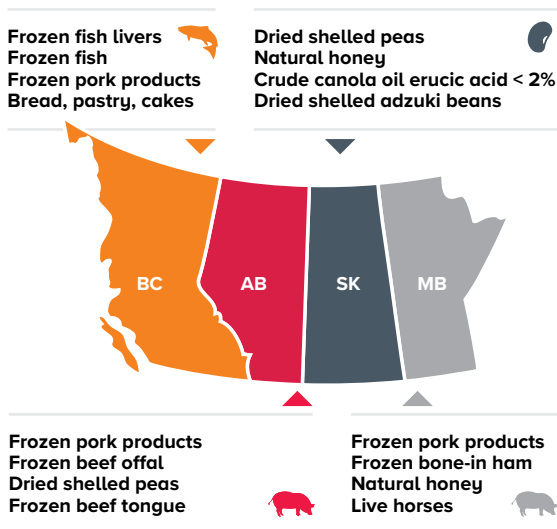 Frozen fish livers
Frozen fish
Frozen pork products
Bread, pastry, cakes
Dried shelled peas
Natural honey
Crude canola oil erucic acid < 2%
Dried shelled adzuki beans
BC
AB
SK
MB
Frozen pork products
Frozen beef offal
Dried shelled peas
Frozen beef tongue
Frozen pork products
Frozen bone-in ham
Natural honey
Live horses